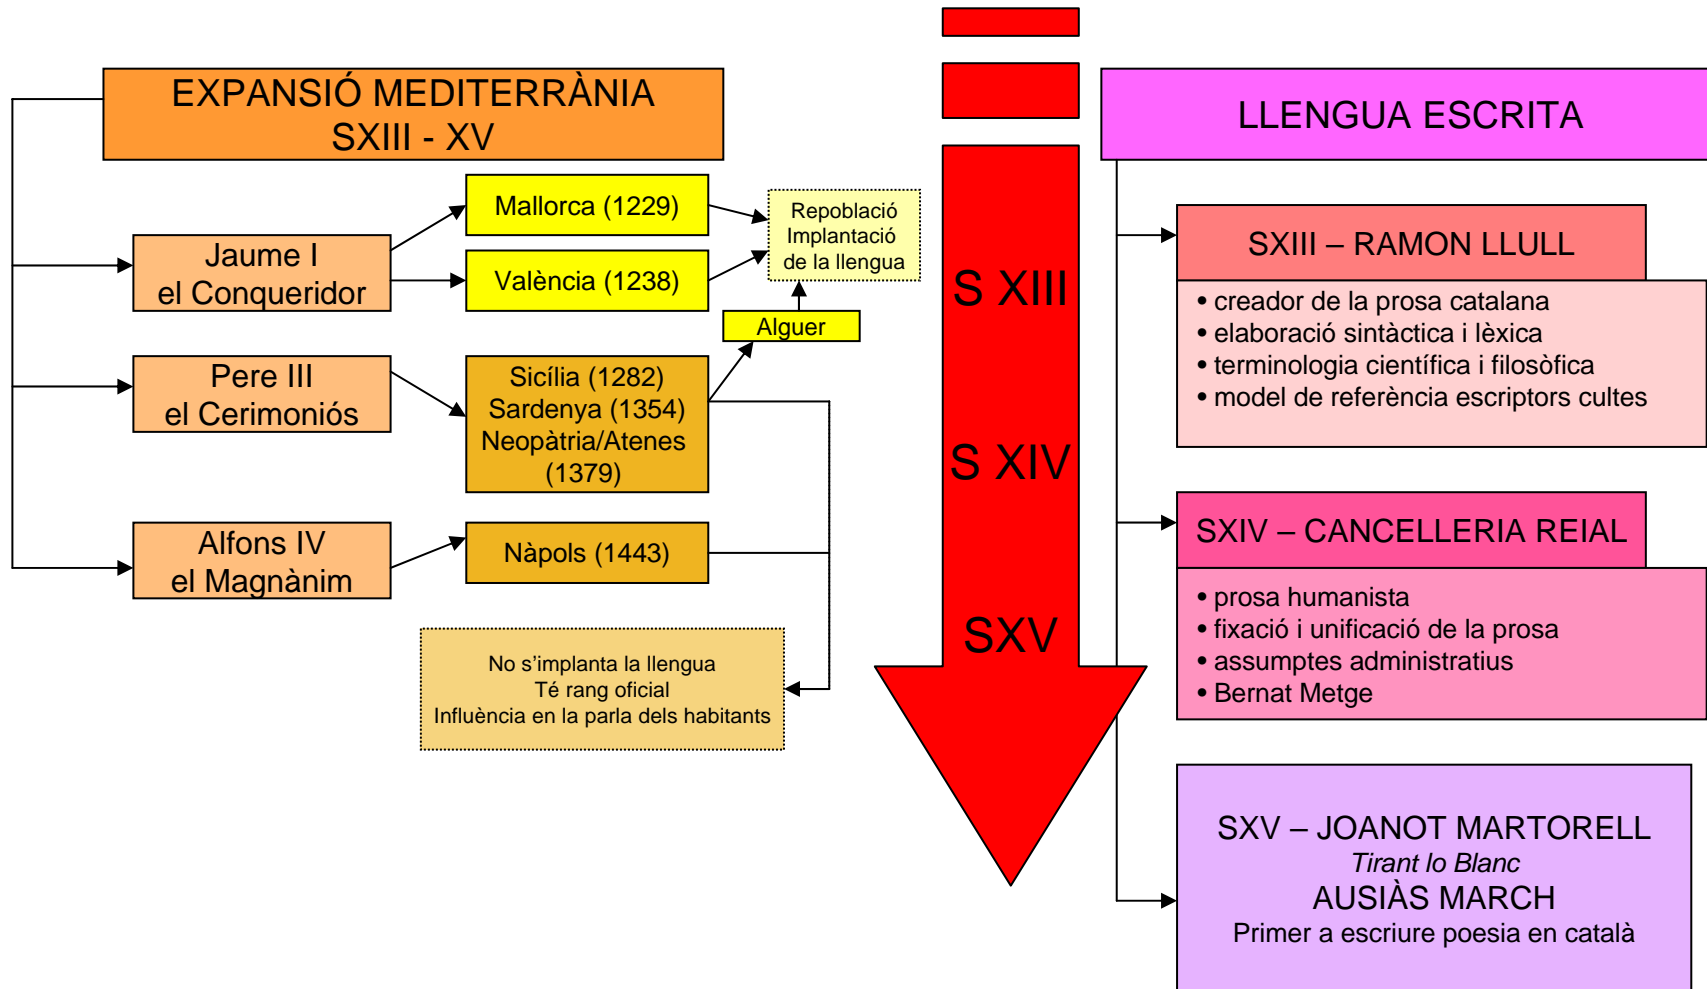 EXPANSIÓ MEDITERRÀNIA
SXIII - XV
Jaume I
el Conqueridor
Mallorca (1229)
València (1238)
Repoblació
Implantació
de la llengua
Alguer
Pere III
el Cerimoniós
Sicília (1282)
Sardenya (1354)
Neopàtria/Atenes
(1379)
Alfons IV
el Magnànim
Nàpols (1443)
No s’implanta la llengua
Té rang oficial
Influència en la parla dels habitants
S XIII
S XIV
SXV
LLENGUA ESCRITA
SXIII – RAMON LLULL
• creador de la prosa catalana
• elaboració sintàctica i lèxica
• terminologia científica i filosòfica
• model de referència escriptors cultes
SXIV – CANCELLERIA REIAL
• prosa humanista
• fixació i unificació de la prosa
• assumptes administratius
• Bernat Metge
SXV – JOANOT MARTORELL
Tirant lo Blanc
AUSIÀS MARCH
Primer a escriure poesia en català